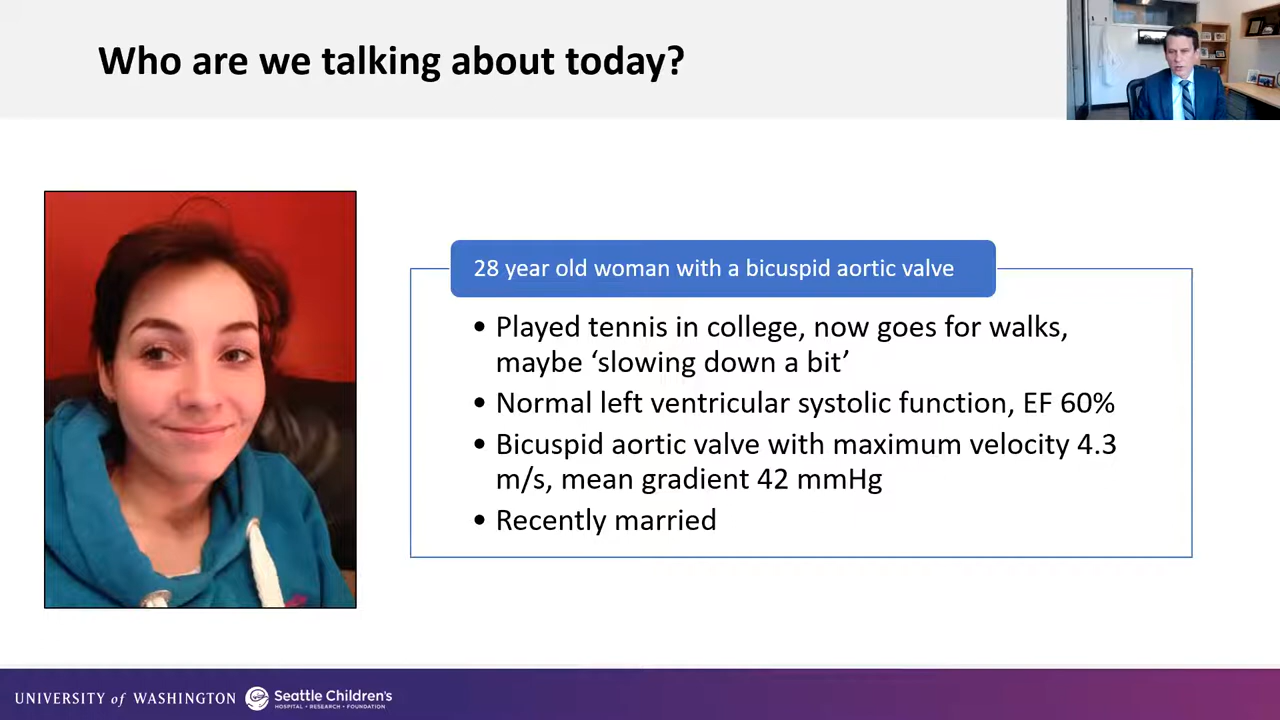 Who are we talking about today?
28 year old woman with a bicuspid aortic valve
• Played tennis in college, now goes for walks,
maybe ‘slowing down a bit’
• Normal left ventricular systolic function, EF 60%
• Bicuspid aortic valve with maximum velocity 4.3
m/s, mean gradient 42 mmHg
• Recently married
UNIVERSITY of WASHINGTON
Seattle Children's
HOSPITAL • RESEARCH • FOUNDATION